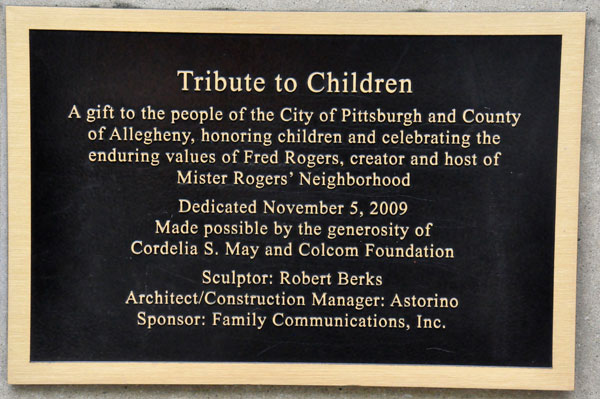 Tribute to Children
A gift to the people of the City of Pittsburgh and County
of Allegheny, honoring children and celebrating the
enduring values of Fred Rogers, creator and host of
Mister Rogers' Neighborhood
Dedicated November 5, 2009
Made possible by the generosity of
Cordelia S. May and Colcom Foundation
Sculptor: Robert Berks
Architect/Construction Manager: Astorino
Sponsor: Family Communications, Inc.